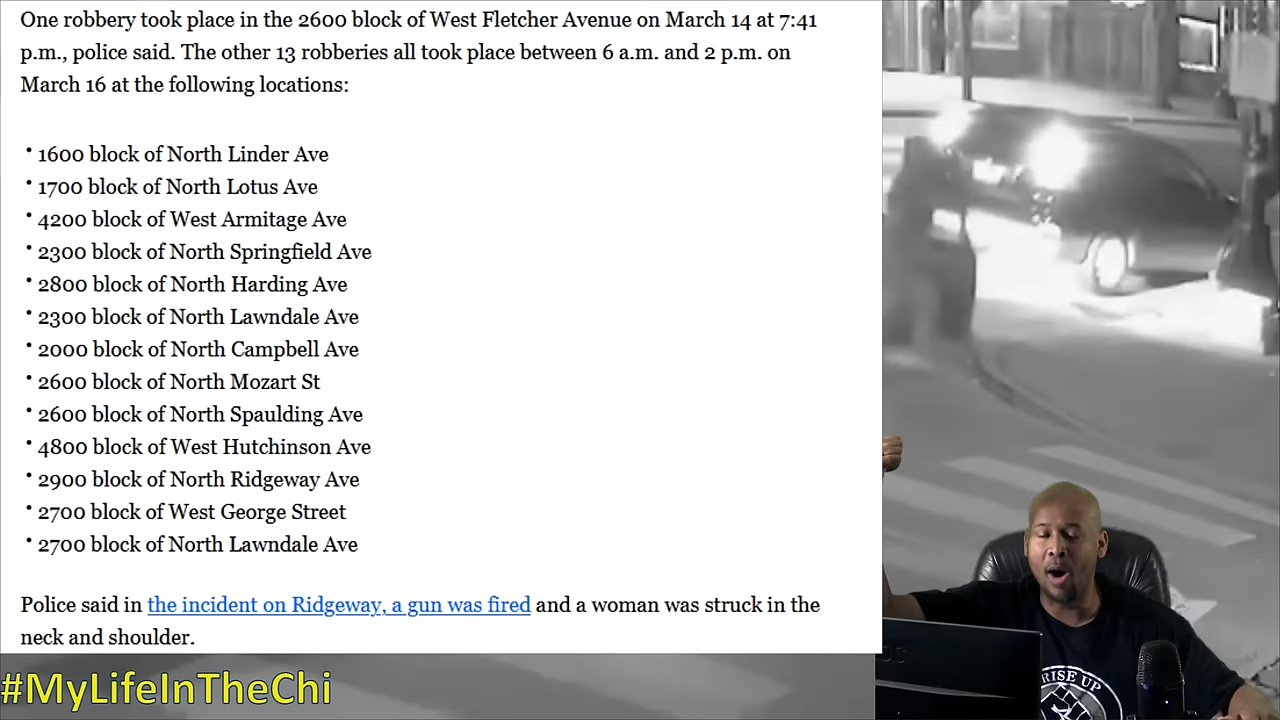 One robbery took place in the 2600 block of West Fletcher Avenue on March 14 at 7:41
p.m., police said. The other 13 robberies all took place between 6 a.m. and 2 p.m. on
March 16 at the following locations:
• 1600 block of North Linder Ave
• 1700 block of North Lotus Ave
• 4200 block of West Armitage Ave
• 2300 block of North Springfield Ave
• 2800 block of North Harding Ave
• 2300 block of North Lawndale Ave
• 2000 block of North Campbell Ave
• 2600 block of North Mozart St
• 2600 block of North Spaulding Ave
• 4800 block of West Hutchinson Ave
• 2900 block of North Ridgeway Ave
• 2700 block of West George Street
• 2700 block of North Lawndale Ave
Police said in the incident on Ridgeway, a gun was fired and a woman was struck in the
neck and shoulder.
#MyLifeInTheChi
RISE UP